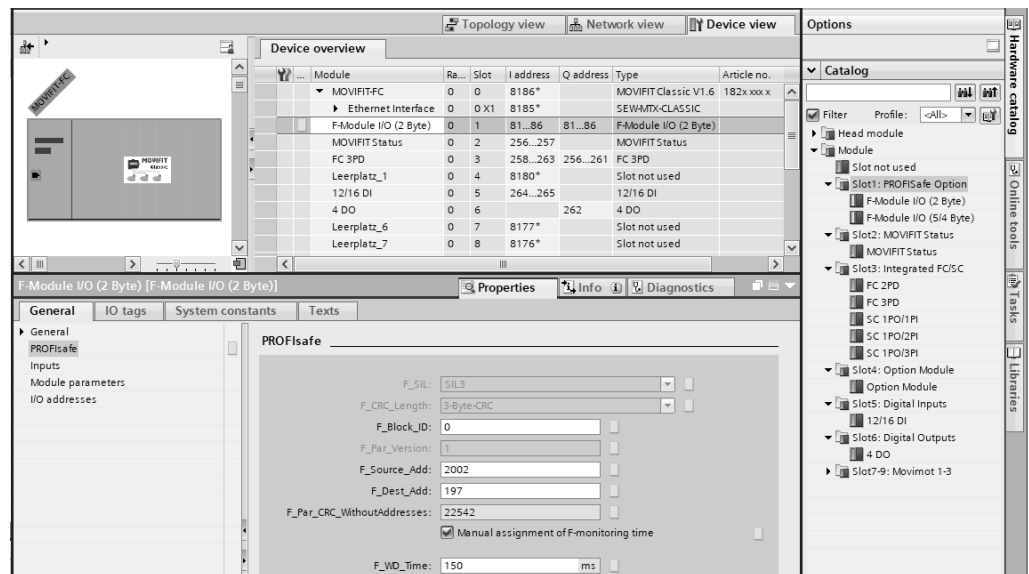 Topology view
Network view
Device view
Options
Device overview
... Module Ra... Slot I address Q address Type Article no.
MOVIFIT-FC 0 0 8186* MOVIFIT Classic V1.6 182x xxx x
Ethernet Interface 0 0 X1 8185* SEW-MTX-CLASSIC
F-Module I/O (2 Byte) 0 1 81...86 81...86 F-Module I/O (2 Byte)
MOVIFIT Status 0 2 256...257 MOVIFIT Status
FC 3PD 0 3 258...263 256...261 FC 3PD
Leerplatz_1 0 4 8180* Slot not used
12/16 DI 0 5 264...265 12/16 DI
4 DO 0 6 262 4 DO
Leerplatz_6 0 7 8177* Slot not used
Leerplatz_7 0 8 8176* Slot not used
MOVIFIT-FC
MOVIFIT
Classic
F-Module I/O (2 Byte) [F-Module I/O (2 Byte)]
Properties
Info
Diagnostics
General
IO tags
System constants
Texts
General
PROFIsafe
Inputs
Module parameters
I/O addresses
PROFIsafe
F_SIL: SIL3
F_CRC_Length: 3-Byte-CRC
F_Block_ID: 0
F_Par_Version: 1
F_Source_Add: 2002
F_Dest_Add: 197
F_Par_CRC_WithoutAddresses: 22542
Manual assignment of F-monitoring time
F_WD_Time: 150 ms
Catalog
Filter Profile: <All>
Head module
Module
Slot not used
Slot1: PROFISafe Option
F-Module I/O (2 Byte)
F-Module I/O (5/4 Byte)
Slot2: MOVIFIT Status
MOVIFIT Status
Slot3: Integrated FC/SC
FC 2PD
FC 3PD
SC 1PO/1PI
SC 1PO/2PI
SC 1PO/3PI
Slot4: Option Module
Option Module
Slot5: Digital Inputs
12/16 DI
Slot6: Digital Outputs
4 DO
Slot7-9: Movimot 1-3
Hardware catalog
Online tools
Tasks
Libraries